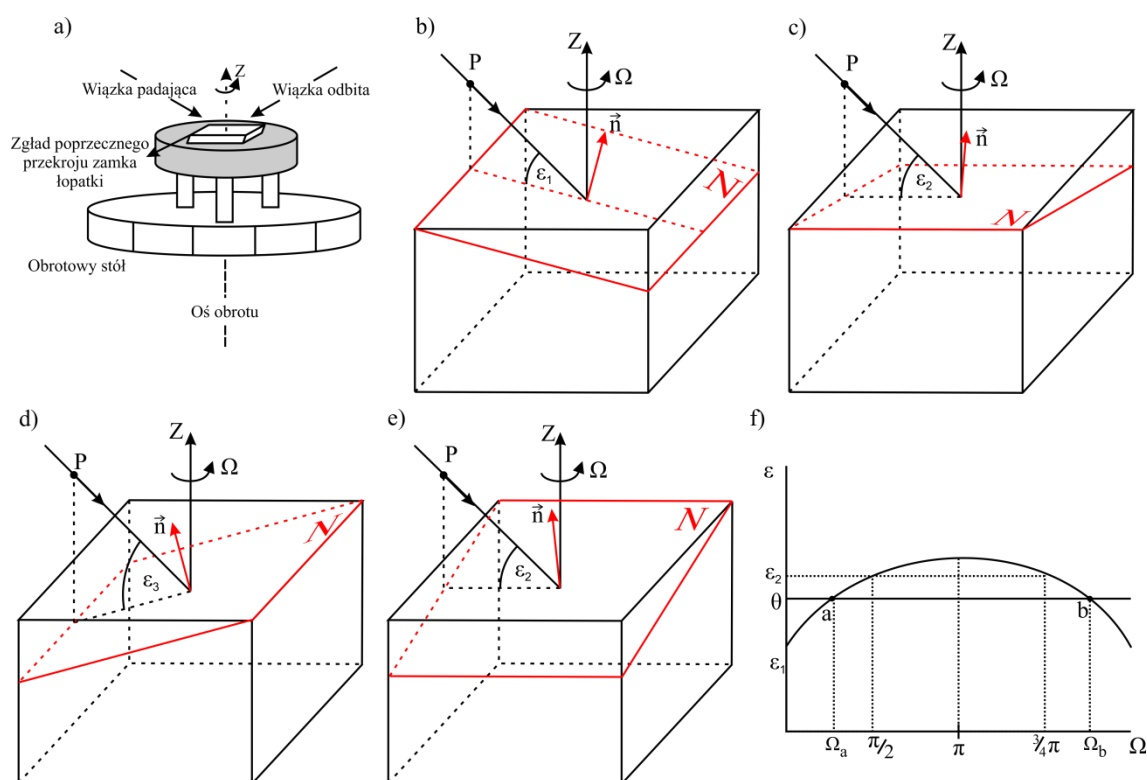 a)
Z
Wiązka padająca
Wiązka odbita
Zgład poprzecznego
przekroju zamka
łopatki
Obrotowy stół
Oś obrotu
b)
Z
P
Ω
n⃗
ε₁
N
c)
Z
P
Ω
n⃗
ε₂
N
d)
Z
P
Ω
n⃗
ε₃
N
e)
Z
P
Ω
n⃗
ε₂
N
f)
ε
ε₂
θ
a
b
ε₁
Ωₐ
π/2
π
¾π
Ω_b
Ω